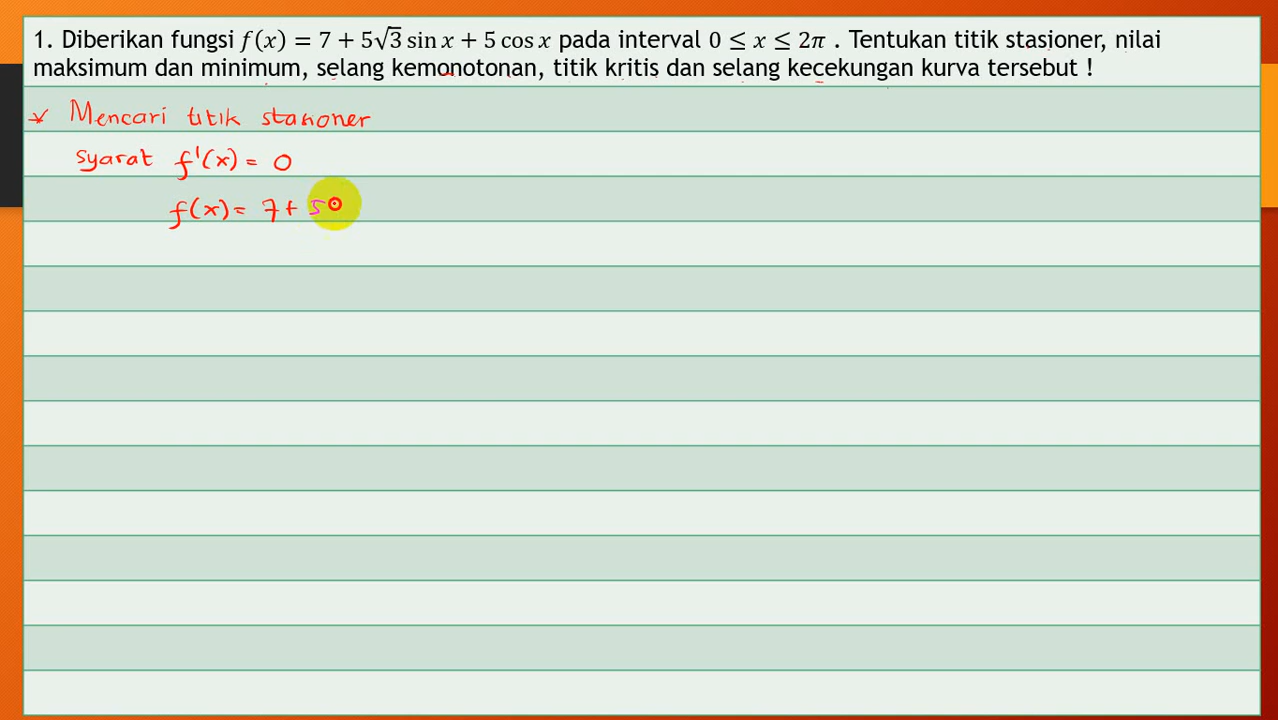 1. Diberikan fungsi f(x) = 7 + 5√3 sin x + 5 cos x pada interval 0 ≤ x ≤ 2π . Tentukan titik stasioner, nilai
maksimum dan minimum, selang kemonotonan, titik kritis dan selang kecekungan kurva tersebut !
* Mencari titik stasioner
syarat f'(x) = 0
f(x) = 7 + 5